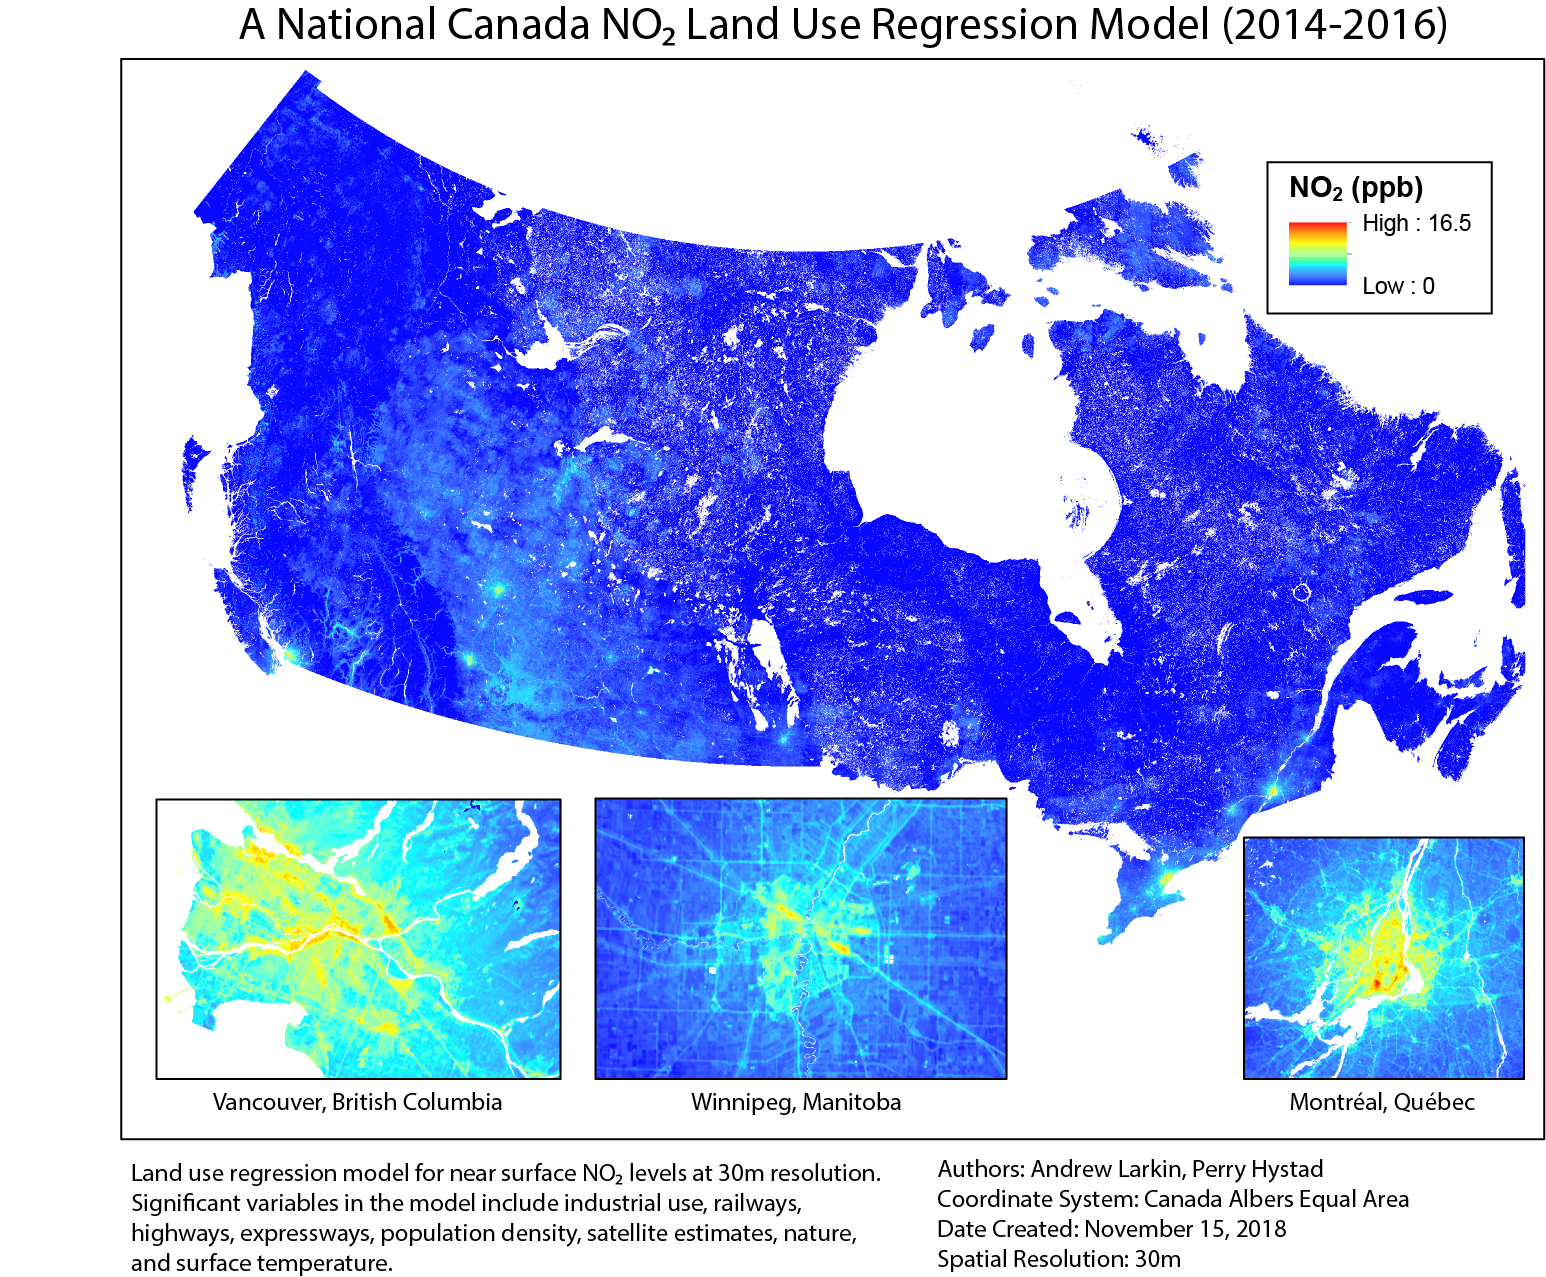 A National Canada NO₂ Land Use Regression Model (2014-2016)
NO₂ (ppb)
High : 16.5
Low : 0
Vancouver, British Columbia
Winnipeg, Manitoba
Montréal, Québec
Land use regression model for near surface NO₂ levels at 30m resolution.
Significant variables in the model include industrial use, railways,
highways, expressways, population density, satellite estimates, nature,
and surface temperature.
Authors: Andrew Larkin, Perry Hystad
Coordinate System: Canada Albers Equal Area
Date Created: November 15, 2018
Spatial Resolution: 30m